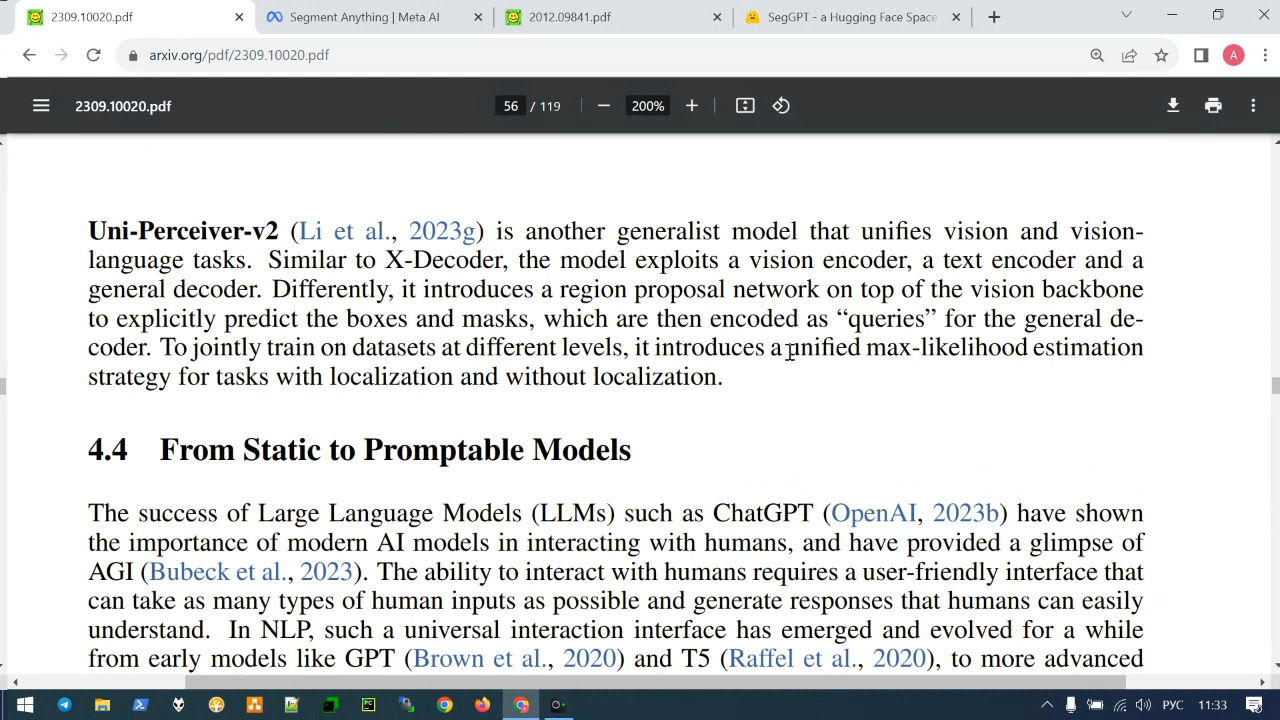 2309.10020.pdf
Segment Anything | Meta AI
2012.09841.pdf
SegGPT - a Hugging Face Space
arxiv.org/pdf/2309.10020.pdf
A
2309.10020.pdf
56 / 119
200%
Uni-Perceiver-v2 (Li et al., 2023g) is another generalist model that unifies vision and vision-
language tasks. Similar to X-Decoder, the model exploits a vision encoder, a text encoder and a
general decoder. Differently, it introduces a region proposal network on top of the vision backbone
to explicitly predict the boxes and masks, which are then encoded as “queries” for the general de-
coder. To jointly train on datasets at different levels, it introduces a unified max-likelihood estimation
strategy for tasks with localization and without localization.
4.4 From Static to Promptable Models
The success of Large Language Models (LLMs) such as ChatGPT (OpenAI, 2023b) have shown
the importance of modern AI models in interacting with humans, and have provided a glimpse of
AGI (Bubeck et al., 2023). The ability to interact with humans requires a user-friendly interface that
can take as many types of human inputs as possible and generate responses that humans can easily
understand. In NLP, such a universal interaction interface has emerged and evolved for a while
from early models like GPT (Brown et al., 2020) and T5 (Raffel et al., 2020), to more advanced
РУС
11:33